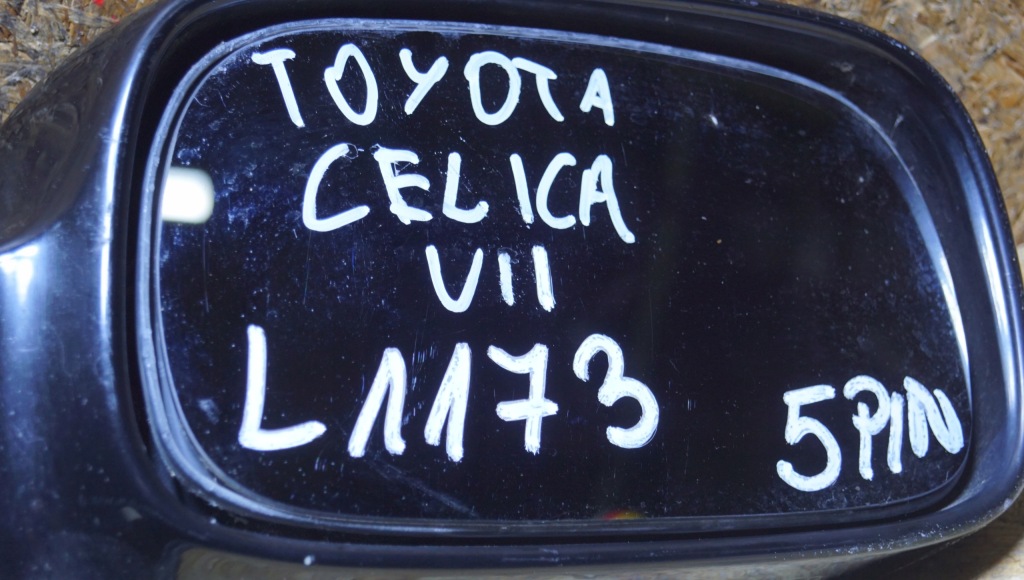 TOYOTA
CELICA
VII
L1173
5PIN